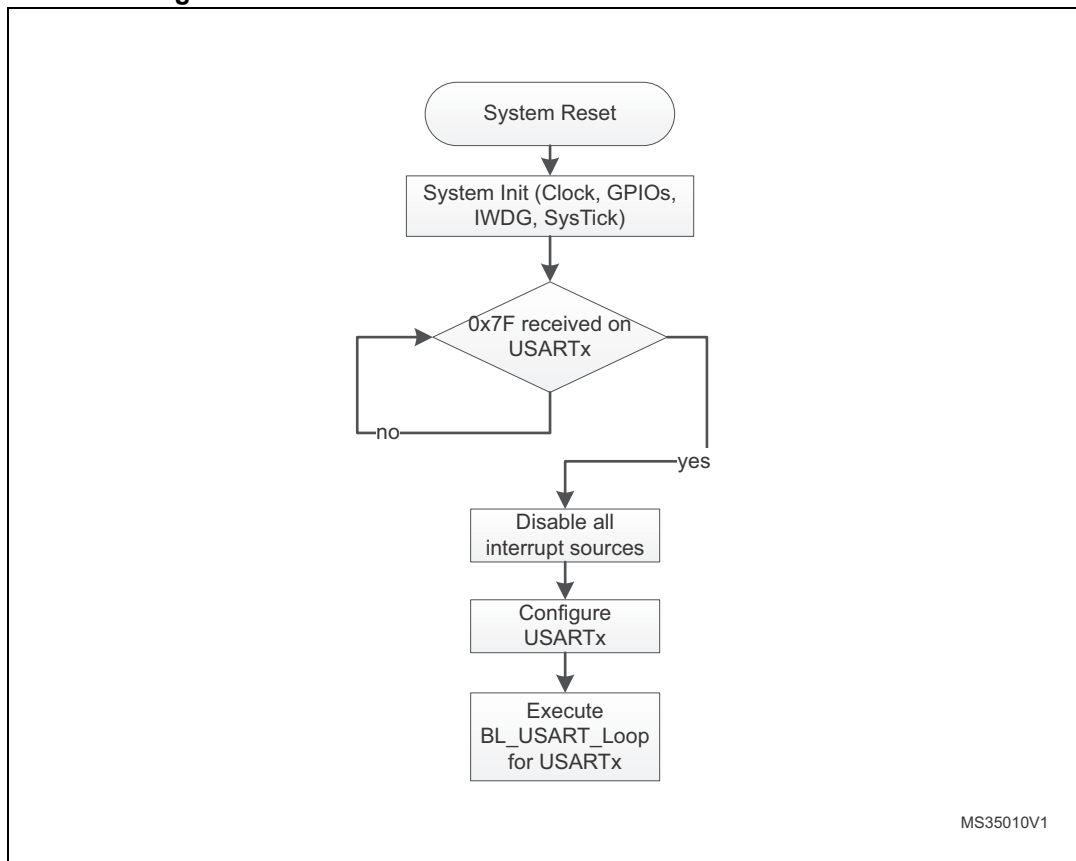 System Reset
System Init (Clock, GPIOs,
IWDG, SysTick)
0x7F received on
USARTx
no
yes
Disable all
interrupt sources
Configure
USARTx
Execute
BL_USART_Loop
for USARTx
MS35010V1